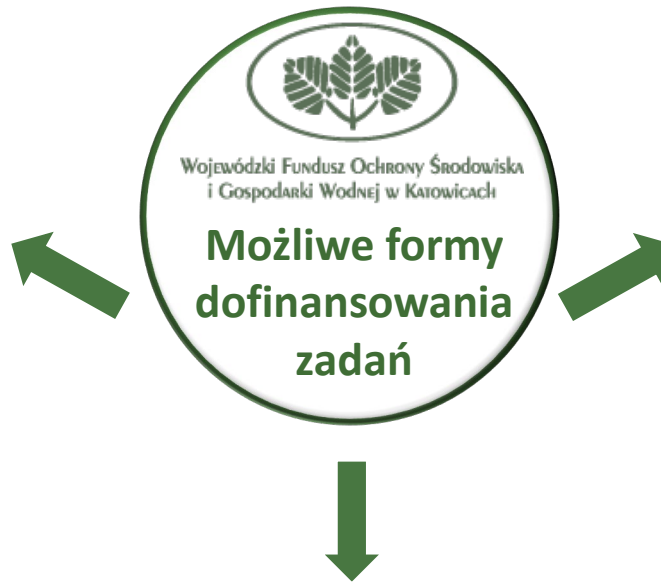 Wojewódzki Fundusz Ochrony Środowiska
i Gospodarki Wodnej w Katowicach
Możliwe formy
dofinansowania
zadań